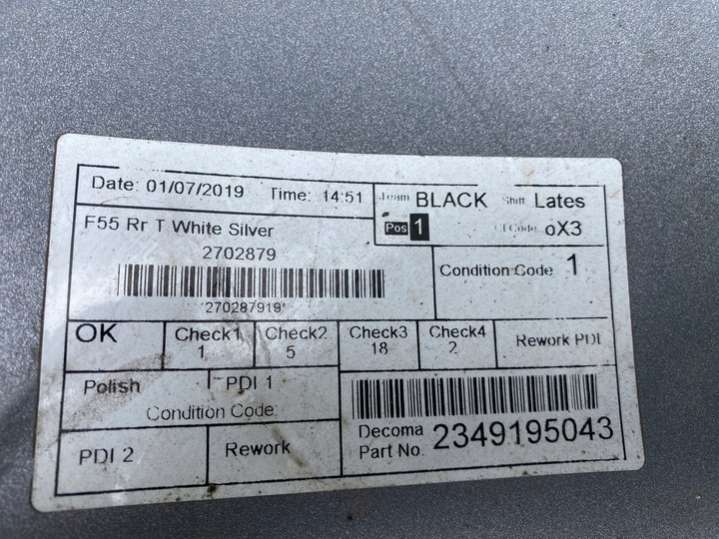 Date: 01/07/2019 Time: 14:51
Team BLACK Shift Lates
Pos 1 oX3
F55 Rr T White Silver
2702879
*270287919*
Condition Code 1
OK
Check1 1
Check2 5
Check3 18
Check4 2
Rework PDI
Polish
PDI 1
Condition Code:
PDI 2
Rework
Decoma Part No. 2349195043